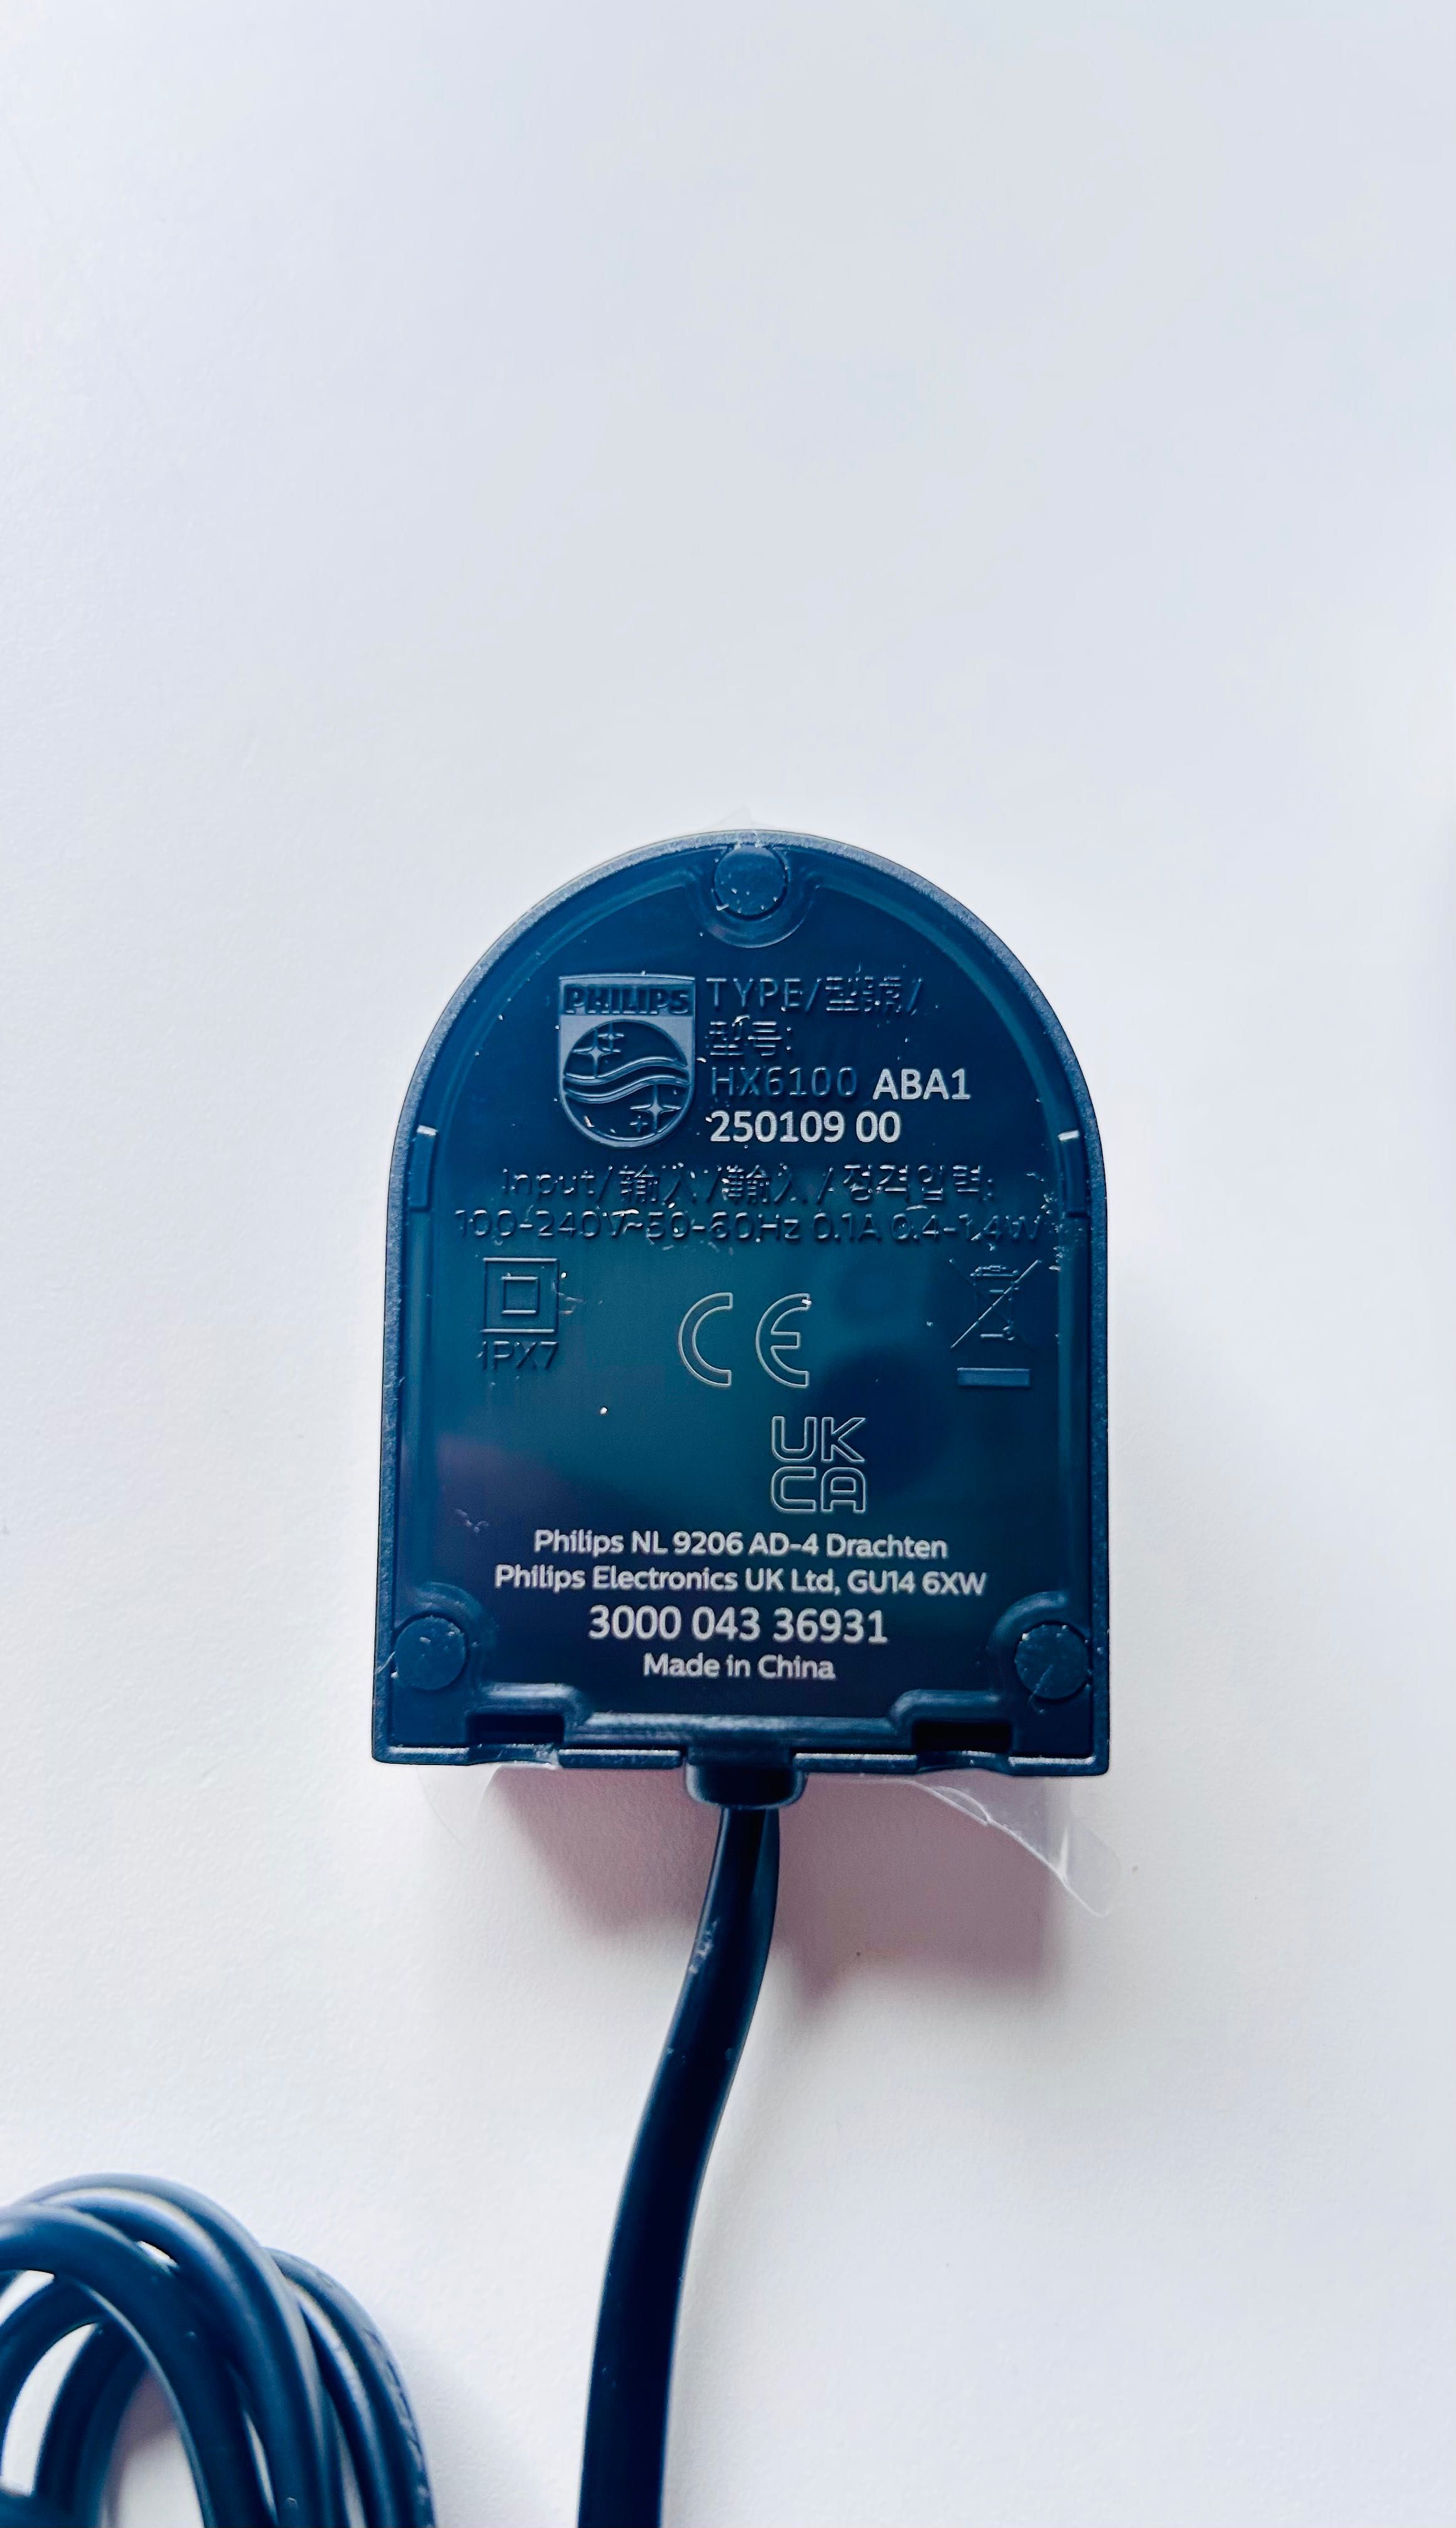 PHILIPS
TYPE/型號/
型号:
HX6100 ABA1
250109 00
Input/輸入/输入/정격입력:
100-240V~50-60Hz 0.1A 0.4-1.4W
IPX7
CE
UK
CA
Philips NL 9206 AD-4 Drachten
Philips Electronics UK Ltd, GU14 6XW
3000 043 36931
Made in China